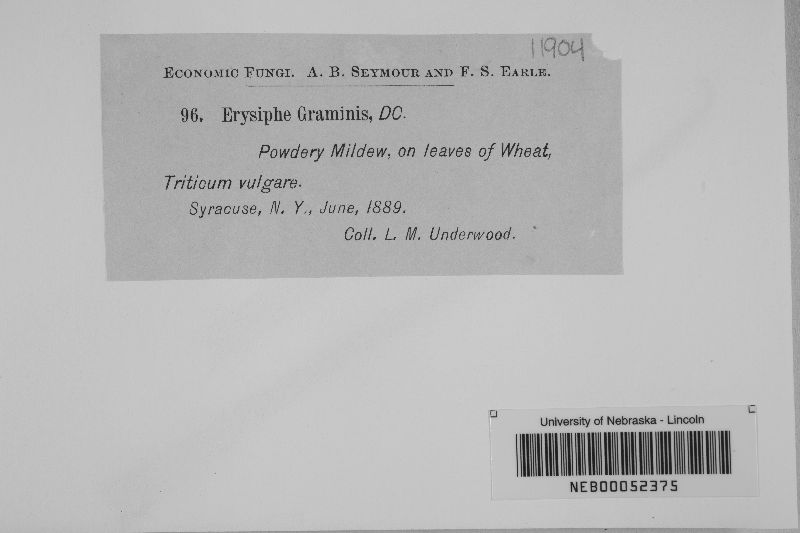 11904
Economic Fungi. A. B. Seymour and F. S. Earle.
96. Erysiphe Graminis, DC.
Powdery Mildew, on leaves of Wheat,
Triticum vulgare.
Syracuse, N. Y., June, 1889.
Coll. L. M. Underwood.
University of Nebraska - Lincoln
NEB00052375